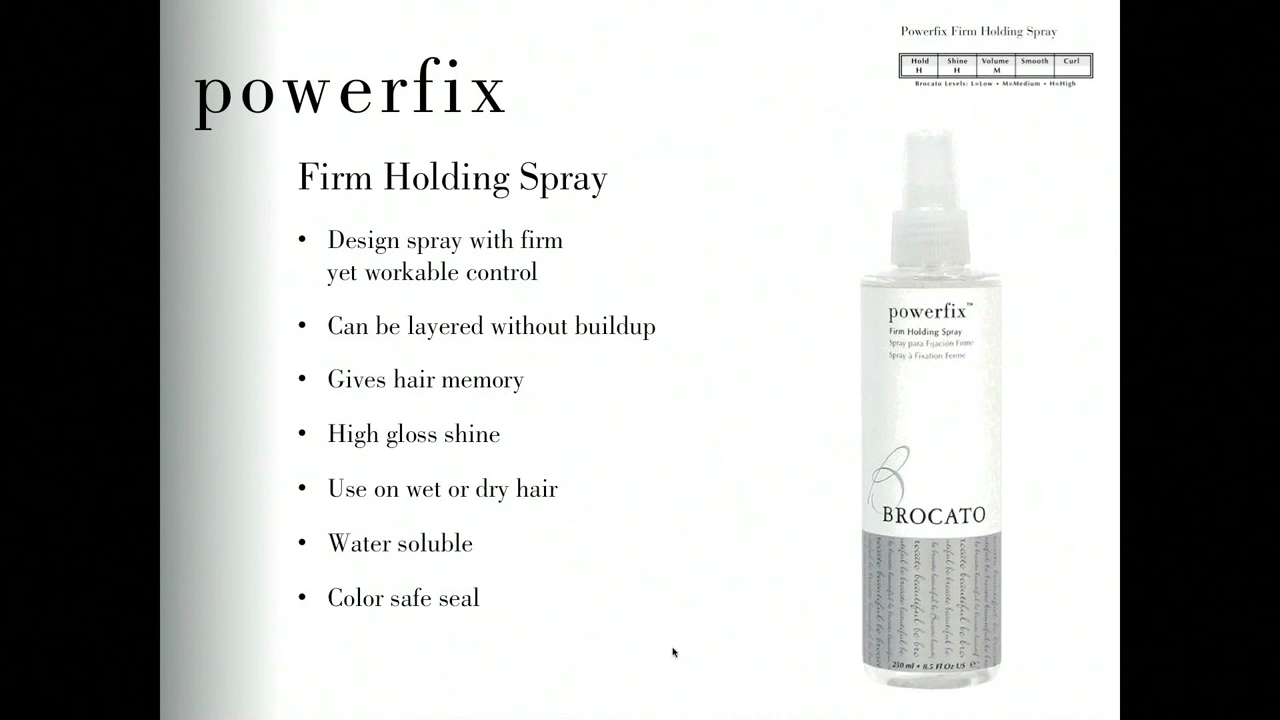 Powerfix Firm Holding Spray
Hold Shine Volume Smooth Curl
H H M
Brocato Levels: L=Low • M=Medium • H=High
powerfix
Firm Holding Spray
• Design spray with firm
yet workable control
• Can be layered without buildup
• Gives hair memory
• High gloss shine
• Use on wet or dry hair
• Water soluble
• Color safe seal
powerfix™
Firm Holding Spray
Spray para Fijación Firme
Spray à Fixation Ferme
B
BROCATO
250 ml • 8.5 Fl Oz US e